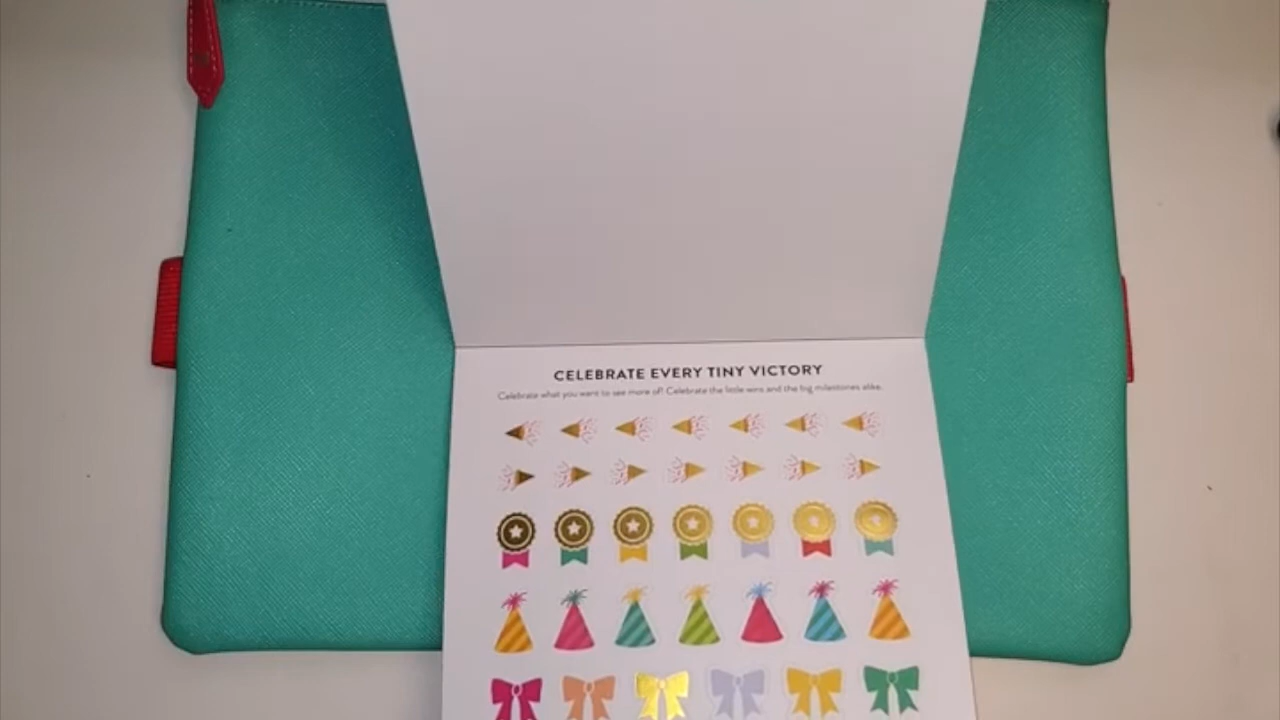 CELEBRATE EVERY TINY VICTORY
Celebrate what you want to see more of! Celebrate the little wins and the big milestones alike.